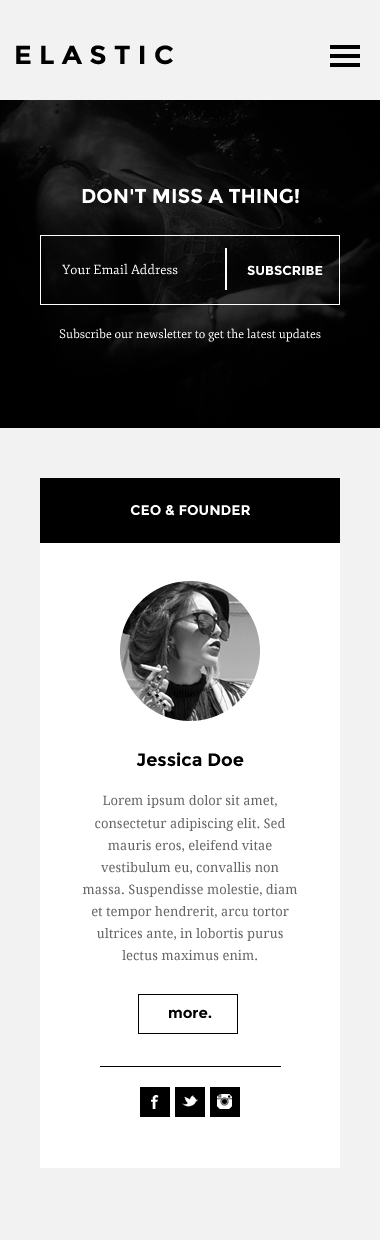 ELASTIC
DON'T MISS A THING!
Your Email Address
SUBSCRIBE
Subscribe our newsletter to get the latest updates
CEO & FOUNDER
Jessica Doe
Lorem ipsum dolor sit amet,
consectetur adipiscing elit. Sed
mauris eros, eleifend vitae
vestibulum eu, convallis non
massa. Suspendisse molestie, diam
et tempor hendrerit, arcu tortor
ultrices ante, in lobortis purus
lectus maximus enim.
more.